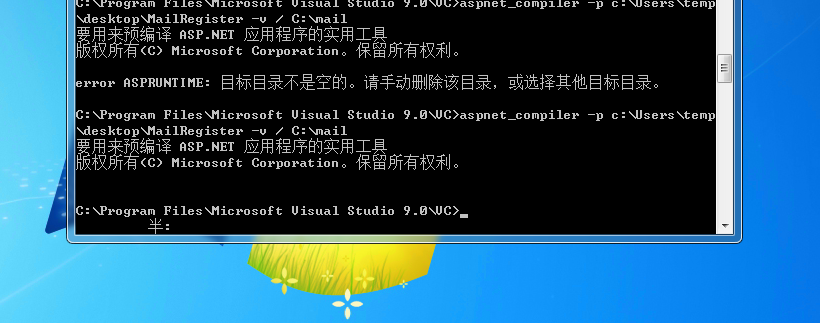 C:\Program Files\Microsoft Visual Studio 9.0\VC>aspnet_compiler -p c:\Users\temp
\desktop\MailRegister -v / C:\mail
要用来预编译 ASP.NET 应用程序的实用工具
版权所有(C) Microsoft Corporation。保留所有权利。
error ASPRUNTIME: 目标目录不是空的。请手动删除该目录，或选择其他目标目录。
C:\Program Files\Microsoft Visual Studio 9.0\VC>aspnet_compiler -p c:\Users\temp
\desktop\MailRegister -v / C:\mail
要用来预编译 ASP.NET 应用程序的实用工具
版权所有(C) Microsoft Corporation。保留所有权利。
C:\Program Files\Microsoft Visual Studio 9.0\VC>_
半: